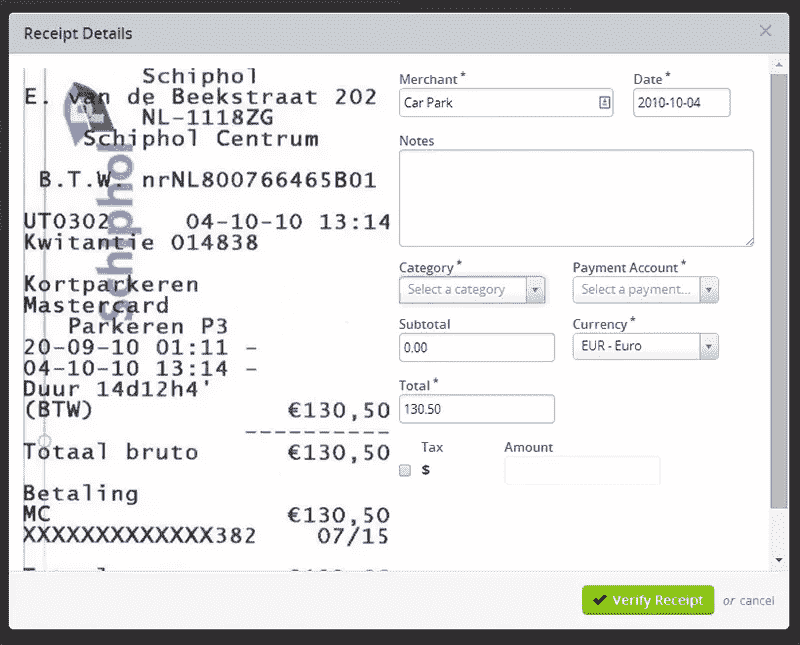 Receipt Details
Schiphol
E. van de Beekstraat 202
NL-1118ZG
Schiphol Centrum
B.T.W. nrNL800766465B01
UT0302 04-10-10 13:14
Kwitantie 014838
Kortparkeren
Mastercard
Parkeren P3
20-09-10 01:11 -
04-10-10 13:14 -
Duur 14d12h4'
(BTW) €130,50
Totaal bruto €130,50
Betaling
MC €130,50
XXXXXXXXXXXXX382 07/15
Schiphol
Merchant * Date *
Car Park 2010-10-04
Notes
Category * Payment Account *
Select a category Select a payment...
Subtotal Currency *
0.00 EUR - Euro
Total *
130.50
Tax Amount
$
Verify Receipt or cancel